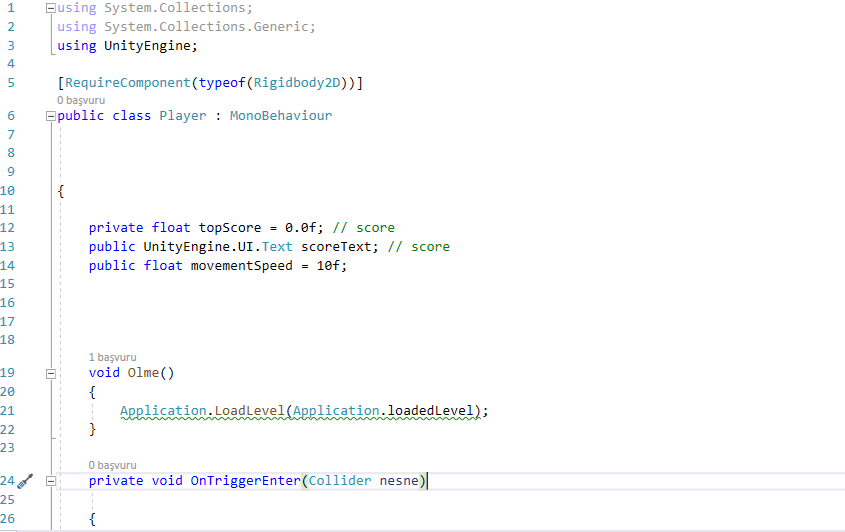 1 using System.Collections;
2 using System.Collections.Generic;
3 using UnityEngine;
4
5 [RequireComponent(typeof(Rigidbody2D))]
0 başvuru
6 public class Player : MonoBehaviour
7
8
9
10 {
11
12 private float topScore = 0.0f; // score
13 public UnityEngine.UI.Text scoreText; // score
14 public float movementSpeed = 10f;
15
16
17
18
1 başvuru
19 void Olme()
20 {
21 Application.LoadLevel(Application.loadedLevel);
22 }
23
0 başvuru
24 private void OnTriggerEnter(Collider nesne)
25
26 {